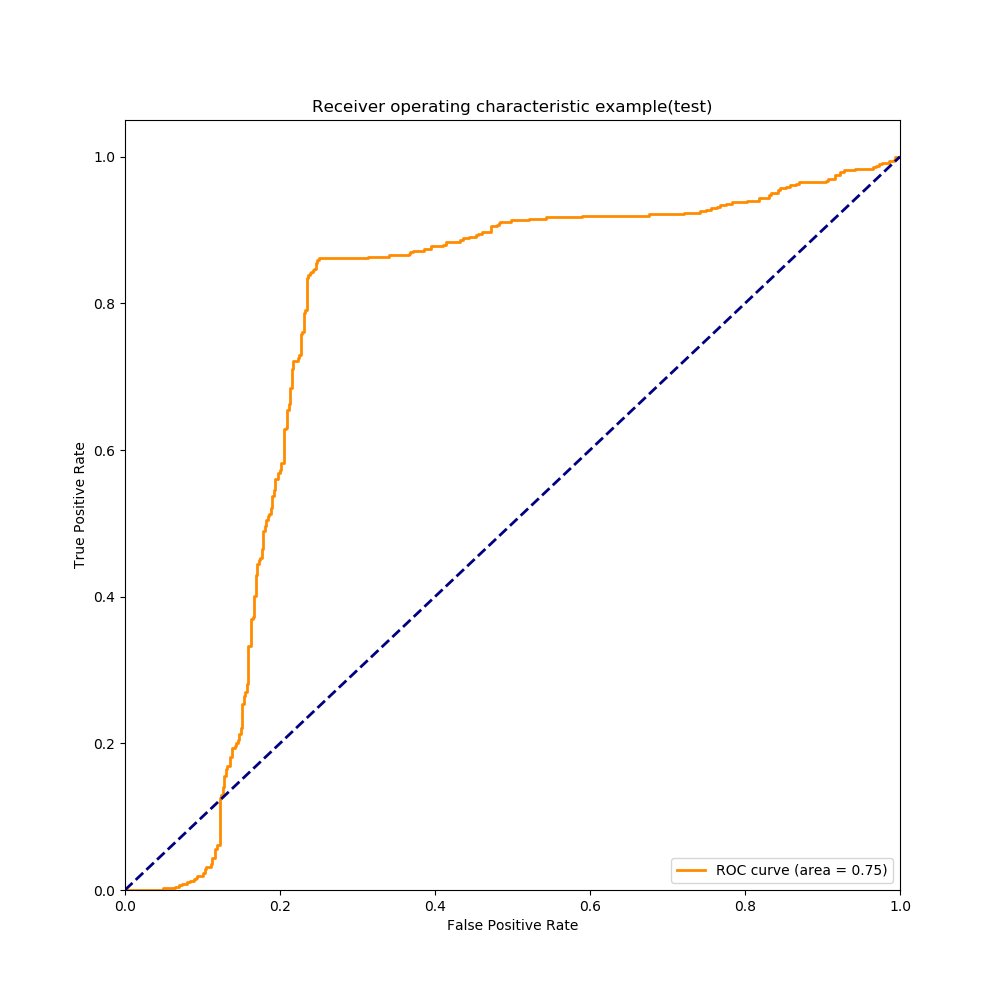 Receiver operating characteristic example(test)
1.0
0.8
0.6
0.4
0.2
0.0
True Positive Rate
ROC curve (area = 0.75)
0.0 0.2 0.4 0.6 0.8 1.0
False Positive Rate